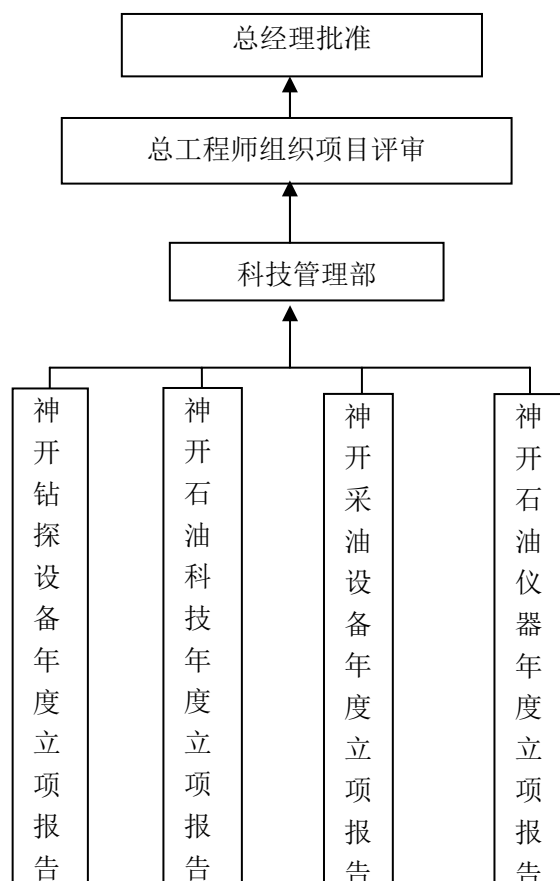 总经理批准
总工程师组织项目评审
科技管理部
神开钻探设备年度立项报告
神开石油科技年度立项报告
神开采油设备年度立项报告
神开石油仪器年度立项报告